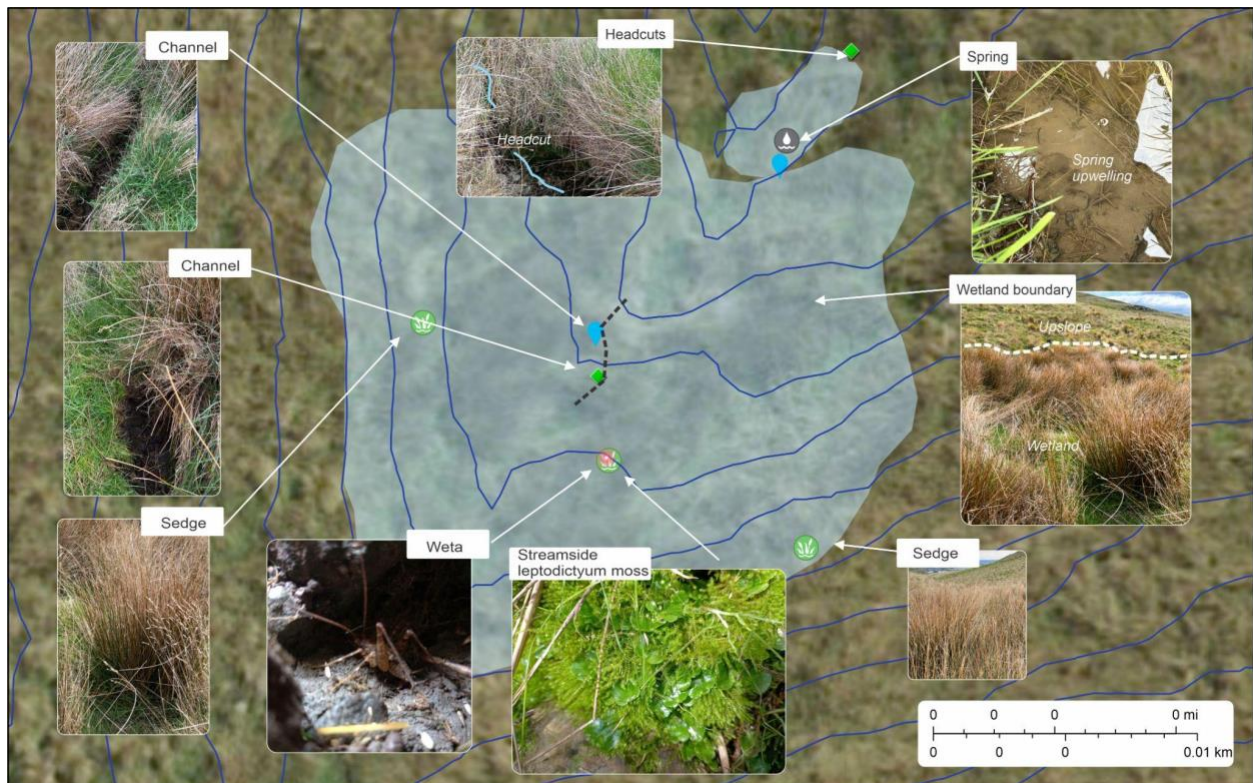 Channel
Headcuts
Spring
Headcut
Spring
upwelling
Channel
Wetland boundary
Upslope
Wetland
Sedge
Weta
Streamside
leptodictyum moss
Sedge
0 0 0 0 mi
0 0 0 0.01 km